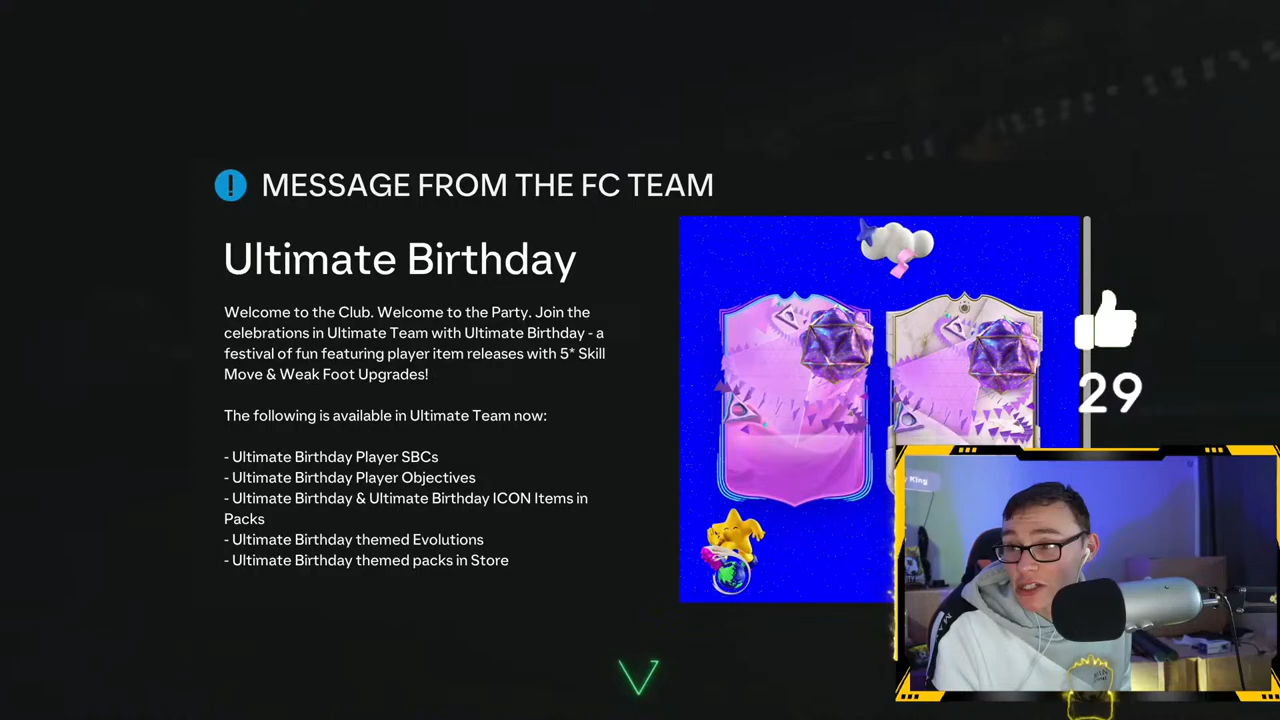 MESSAGE FROM THE FC TEAM
Ultimate Birthday
Welcome to the Club. Welcome to the Party. Join the
celebrations in Ultimate Team with Ultimate Birthday - a
festival of fun featuring player item releases with 5* Skill
Move & Weak Foot Upgrades!
The following is available in Ultimate Team now:
- Ultimate Birthday Player SBCs
- Ultimate Birthday Player Objectives
- Ultimate Birthday & Ultimate Birthday ICON Items in
Packs
- Ultimate Birthday themed Evolutions
- Ultimate Birthday themed packs in Store
29
King